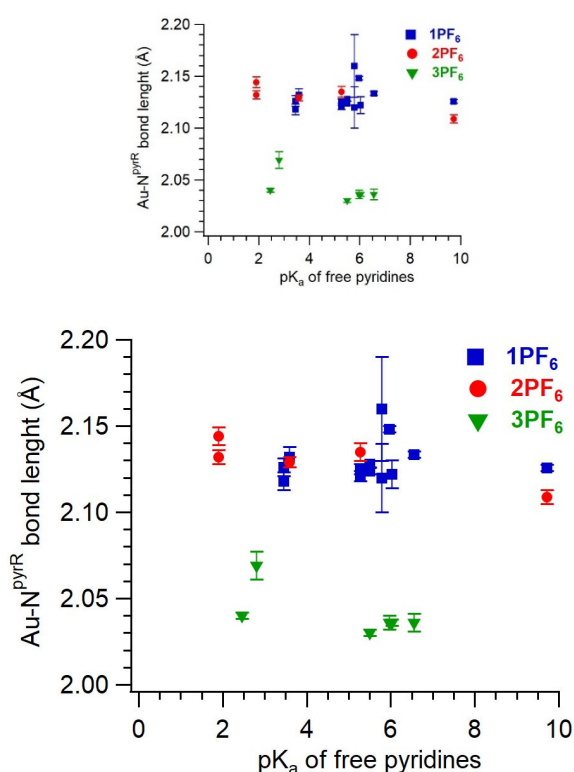 2.20
2.15
2.10
2.05
2.00
Au-N^pyrR bond lenght (Å)
1PF₆
2PF₆
3PF₆
0 2 4 6 8 10
pKₐ of free pyridines
2.20
2.15
2.10
2.05
2.00
Au-N^pyrR bond lenght (Å)
1PF₆
2PF₆
3PF₆
0 2 4 6 8 10
pKₐ of free pyridines